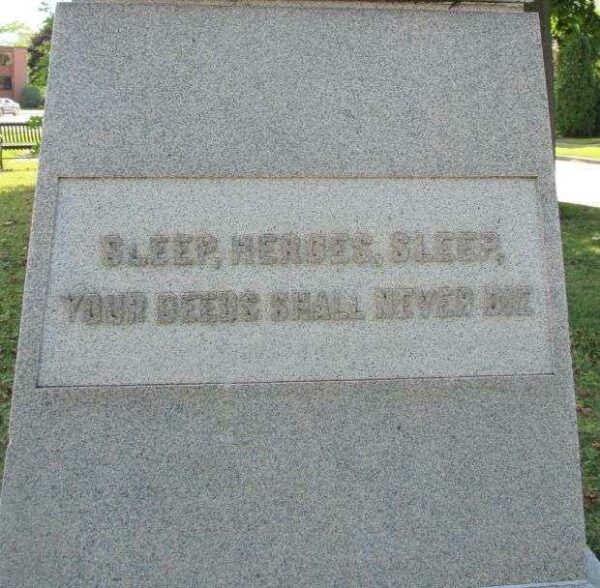 SLEEP, HEROES, SLEEP,
YOUR DEEDS SHALL NEVER DIE